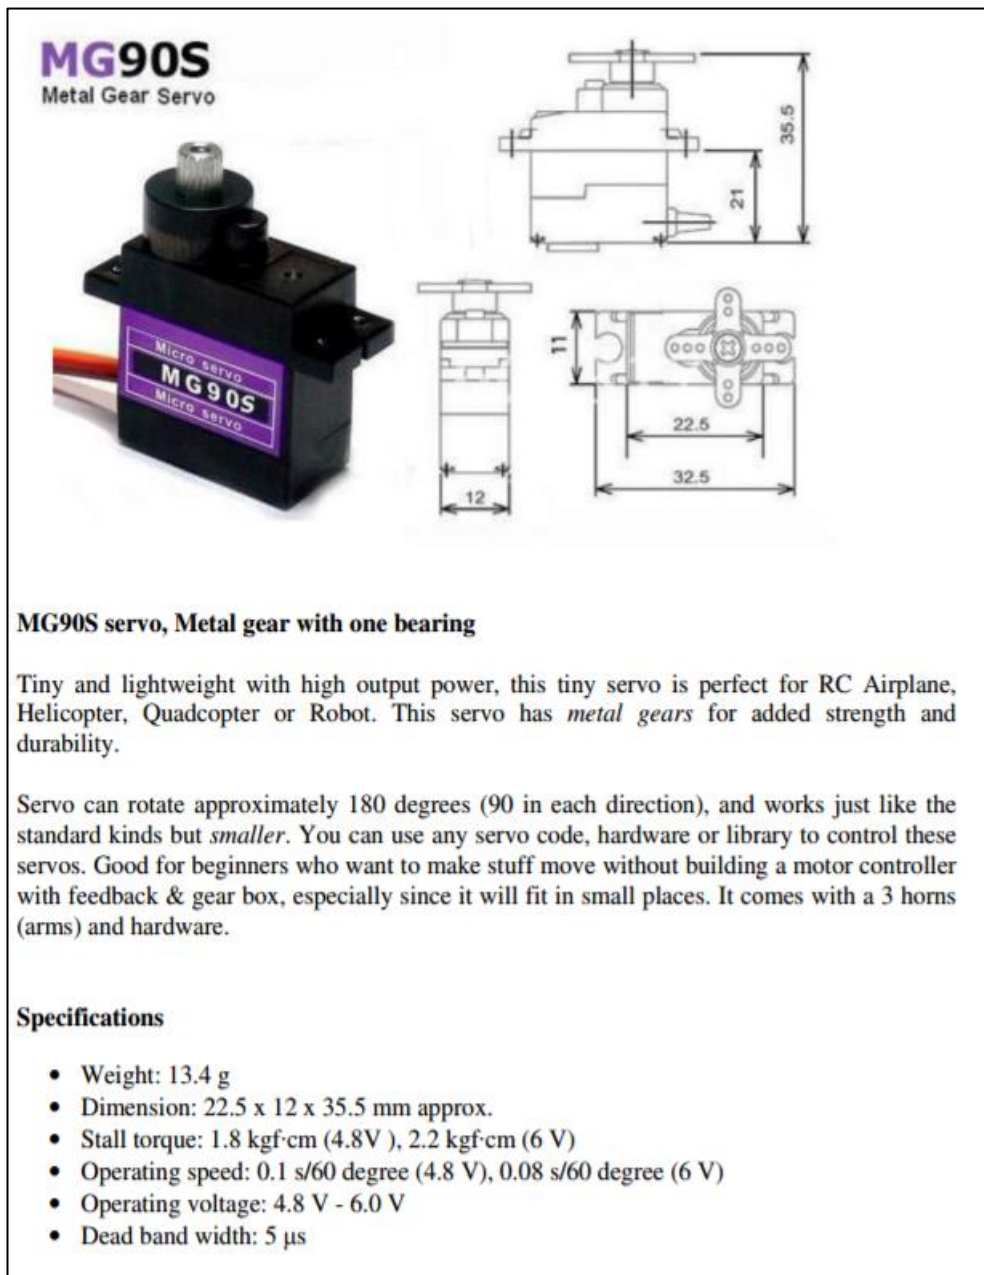 MG90S
Metal Gear Servo
35.5
21
Micro servo
MG90S
Micro servo
11
22.5
32.5
12
MG90S servo, Metal gear with one bearing
Tiny and lightweight with high output power, this tiny servo is perfect for RC Airplane,
Helicopter, Quadcopter or Robot. This servo has metal gears for added strength and
durability.
Servo can rotate approximately 180 degrees (90 in each direction), and works just like the
standard kinds but smaller. You can use any servo code, hardware or library to control these
servos. Good for beginners who want to make stuff move without building a motor controller
with feedback & gear box, especially since it will fit in small places. It comes with a 3 horns
(arms) and hardware.
Specifications
• Weight: 13.4 g
• Dimension: 22.5 x 12 x 35.5 mm approx.
• Stall torque: 1.8 kgf·cm (4.8V ), 2.2 kgf·cm (6 V)
• Operating speed: 0.1 s/60 degree (4.8 V), 0.08 s/60 degree (6 V)
• Operating voltage: 4.8 V - 6.0 V
• Dead band width: 5 μs